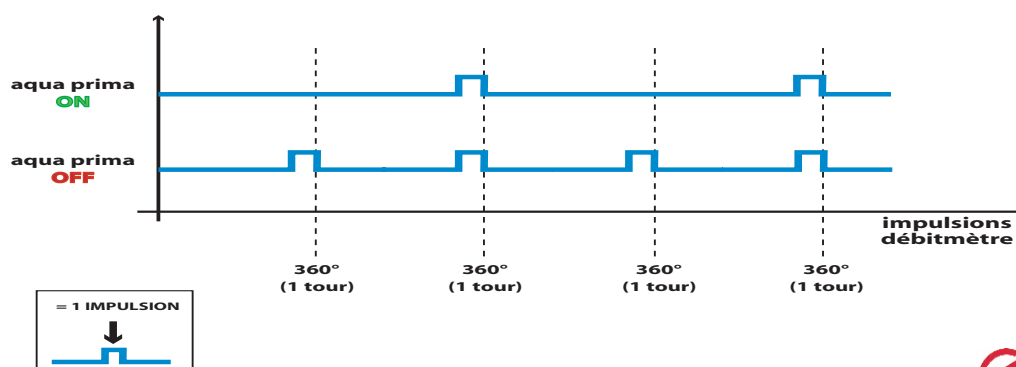 aqua prima
ON
aqua prima
OFF
impulsions
débitmètre
360° 360° 360° 360°
(1 tour) (1 tour) (1 tour) (1 tour)
= 1 IMPULSION